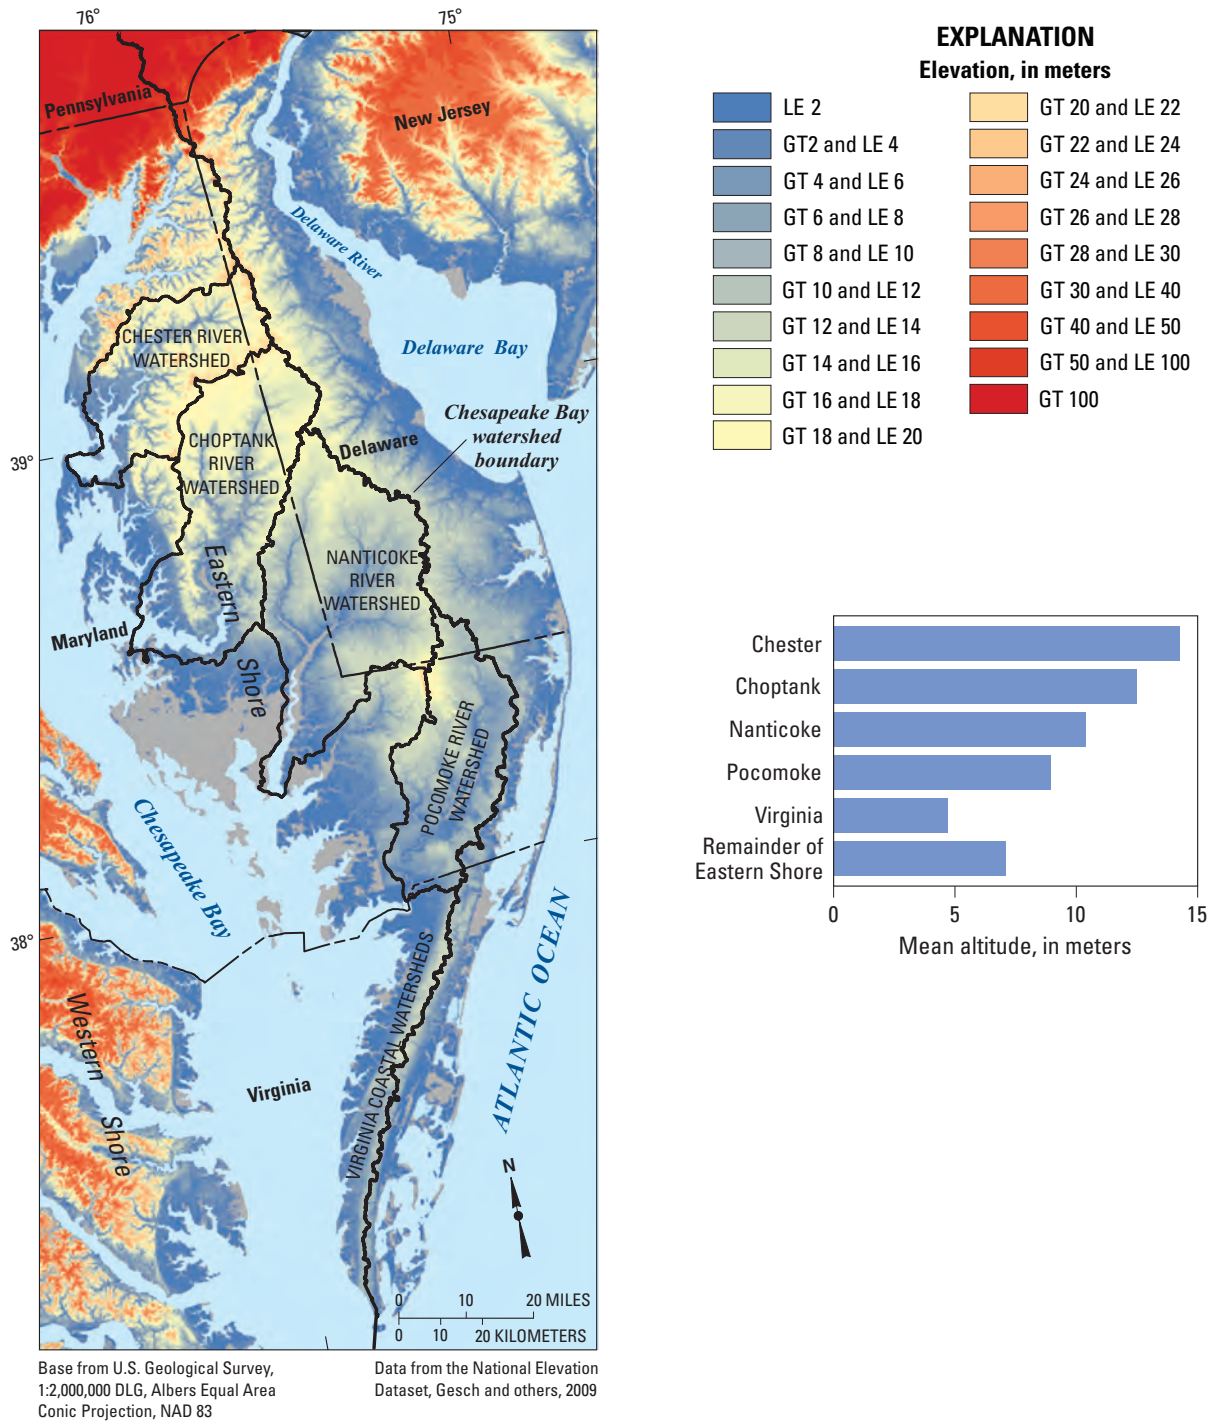 76°
75°
Pennsylvania
New Jersey
Delaware River
CHESTER RIVER
WATERSHED
Delaware Bay
Chesapeake Bay
watershed
boundary
39°
CHOPTANK
RIVER
WATERSHED
Delaware
NANTICOKE
RIVER
WATERSHED
Eastern
Shore
Maryland
POCOMOKE RIVER
WATERSHED
Chesapeake Bay
38°
ATLANTIC OCEAN
VIRGINIA COASTAL WATERSHEDS
Western
Shore
Virginia
N
0 10 20 MILES
0 10 20 KILOMETERS
Base from U.S. Geological Survey,
1:2,000,000 DLG, Albers Equal Area
Conic Projection, NAD 83
Data from the National Elevation
Dataset, Gesch and others, 2009
EXPLANATION
Elevation, in meters
LE 2
GT2 and LE 4
GT 4 and LE 6
GT 6 and LE 8
GT 8 and LE 10
GT 10 and LE 12
GT 12 and LE 14
GT 14 and LE 16
GT 16 and LE 18
GT 18 and LE 20
GT 20 and LE 22
GT 22 and LE 24
GT 24 and LE 26
GT 26 and LE 28
GT 28 and LE 30
GT 30 and LE 40
GT 40 and LE 50
GT 50 and LE 100
GT 100
Chester
Choptank
Nanticoke
Pocomoke
Virginia
Remainder of
Eastern Shore
0 5 10 15
Mean altitude, in meters